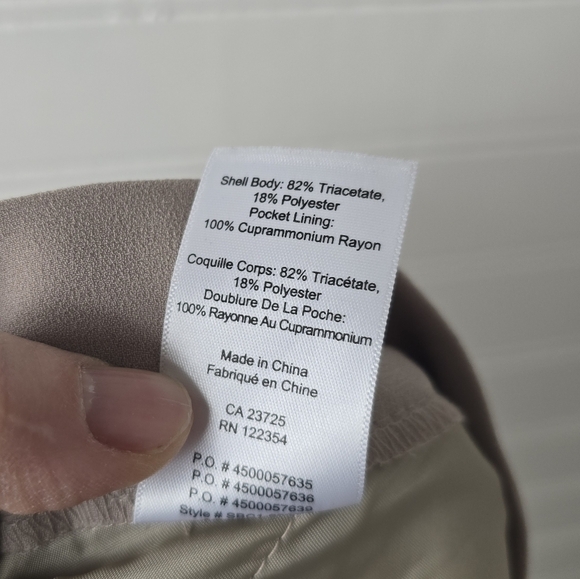 Shell Body: 82% Triacetate,
18% Polyester
Pocket Lining:
100% Cuprammonium Rayon
Coquille Corps: 82% Triacétate,
18% Polyester
Doublure De La Poche:
100% Rayonne Au Cuprammonium
Made in China
Fabriqué en Chine
CA 23725
RN 122354
P.O. # 4500057635
P.O. # 4500057636
P.O. #
Style #